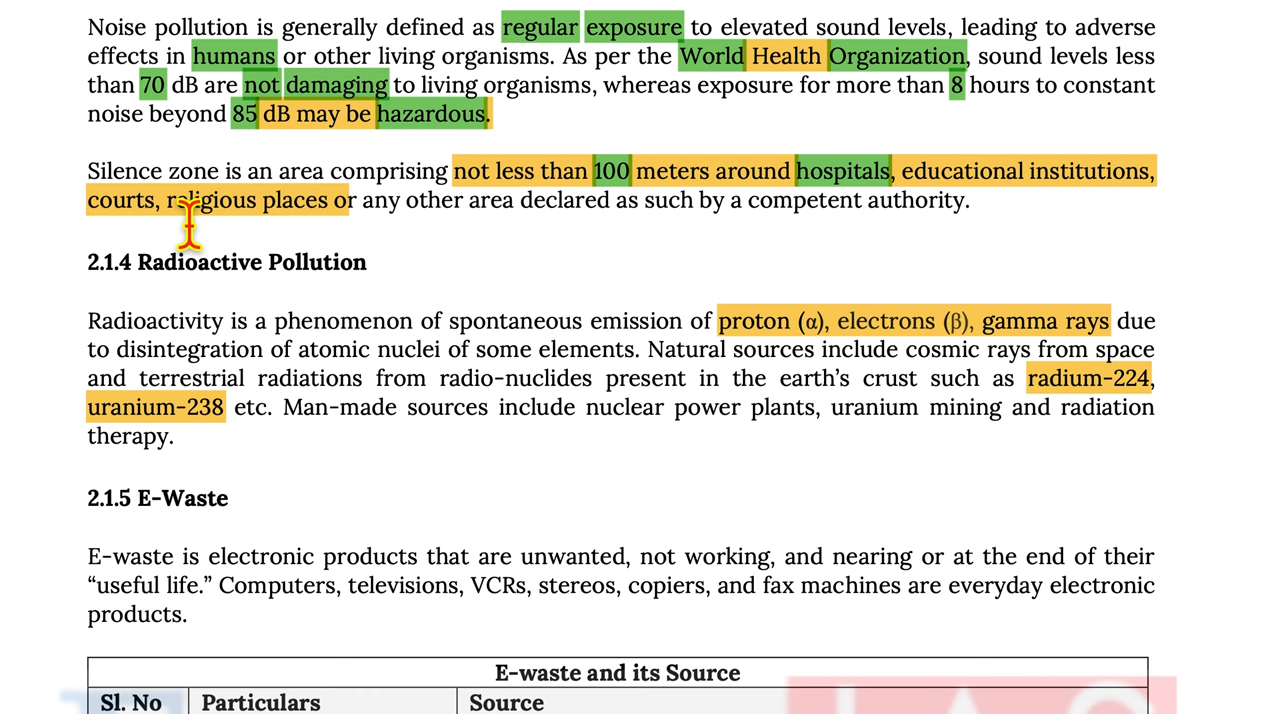 Noise pollution is generally defined as regular exposure to elevated sound levels, leading to adverse
effects in humans or other living organisms. As per the World Health Organization, sound levels less
than 70 dB are not damaging to living organisms, whereas exposure for more than 8 hours to constant
noise beyond 85 dB may be hazardous.
Silence zone is an area comprising not less than 100 meters around hospitals, educational institutions,
courts, religious places or any other area declared as such by a competent authority.
2.1.4 Radioactive Pollution
Radioactivity is a phenomenon of spontaneous emission of proton (α), electrons (β), gamma rays due
to disintegration of atomic nuclei of some elements. Natural sources include cosmic rays from space
and terrestrial radiations from radio-nuclides present in the earth’s crust such as radium-224,
uranium-238 etc. Man-made sources include nuclear power plants, uranium mining and radiation
therapy.
2.1.5 E-Waste
E-waste is electronic products that are unwanted, not working, and nearing or at the end of their
“useful life.” Computers, televisions, VCRs, stereos, copiers, and fax machines are everyday electronic
products.
E-waste and its Source
Sl. No Particulars Source